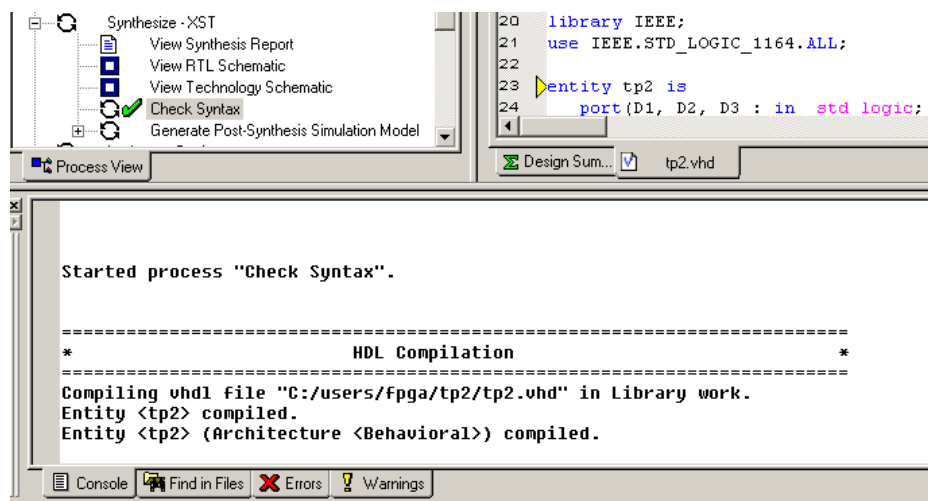 Synthesize - XST
View Synthesis Report
View RTL Schematic
View Technology Schematic
Check Syntax
Generate Post-Synthesis Simulation Model
Process View
20 library IEEE;
21 use IEEE.STD_LOGIC_1164.ALL;
22
23 entity tp2 is
24 port(D1, D2, D3 : in std logic;
Design Sum...
tp2.vhd
Started process "Check Syntax".
=========================================================================
* HDL Compilation *
=========================================================================
Compiling vhdl file "C:/users/fpga/tp2/tp2.vhd" in Library work.
Entity <tp2> compiled.
Entity <tp2> (Architecture <Behavioral>) compiled.
Console
Find in Files
Errors
Warnings